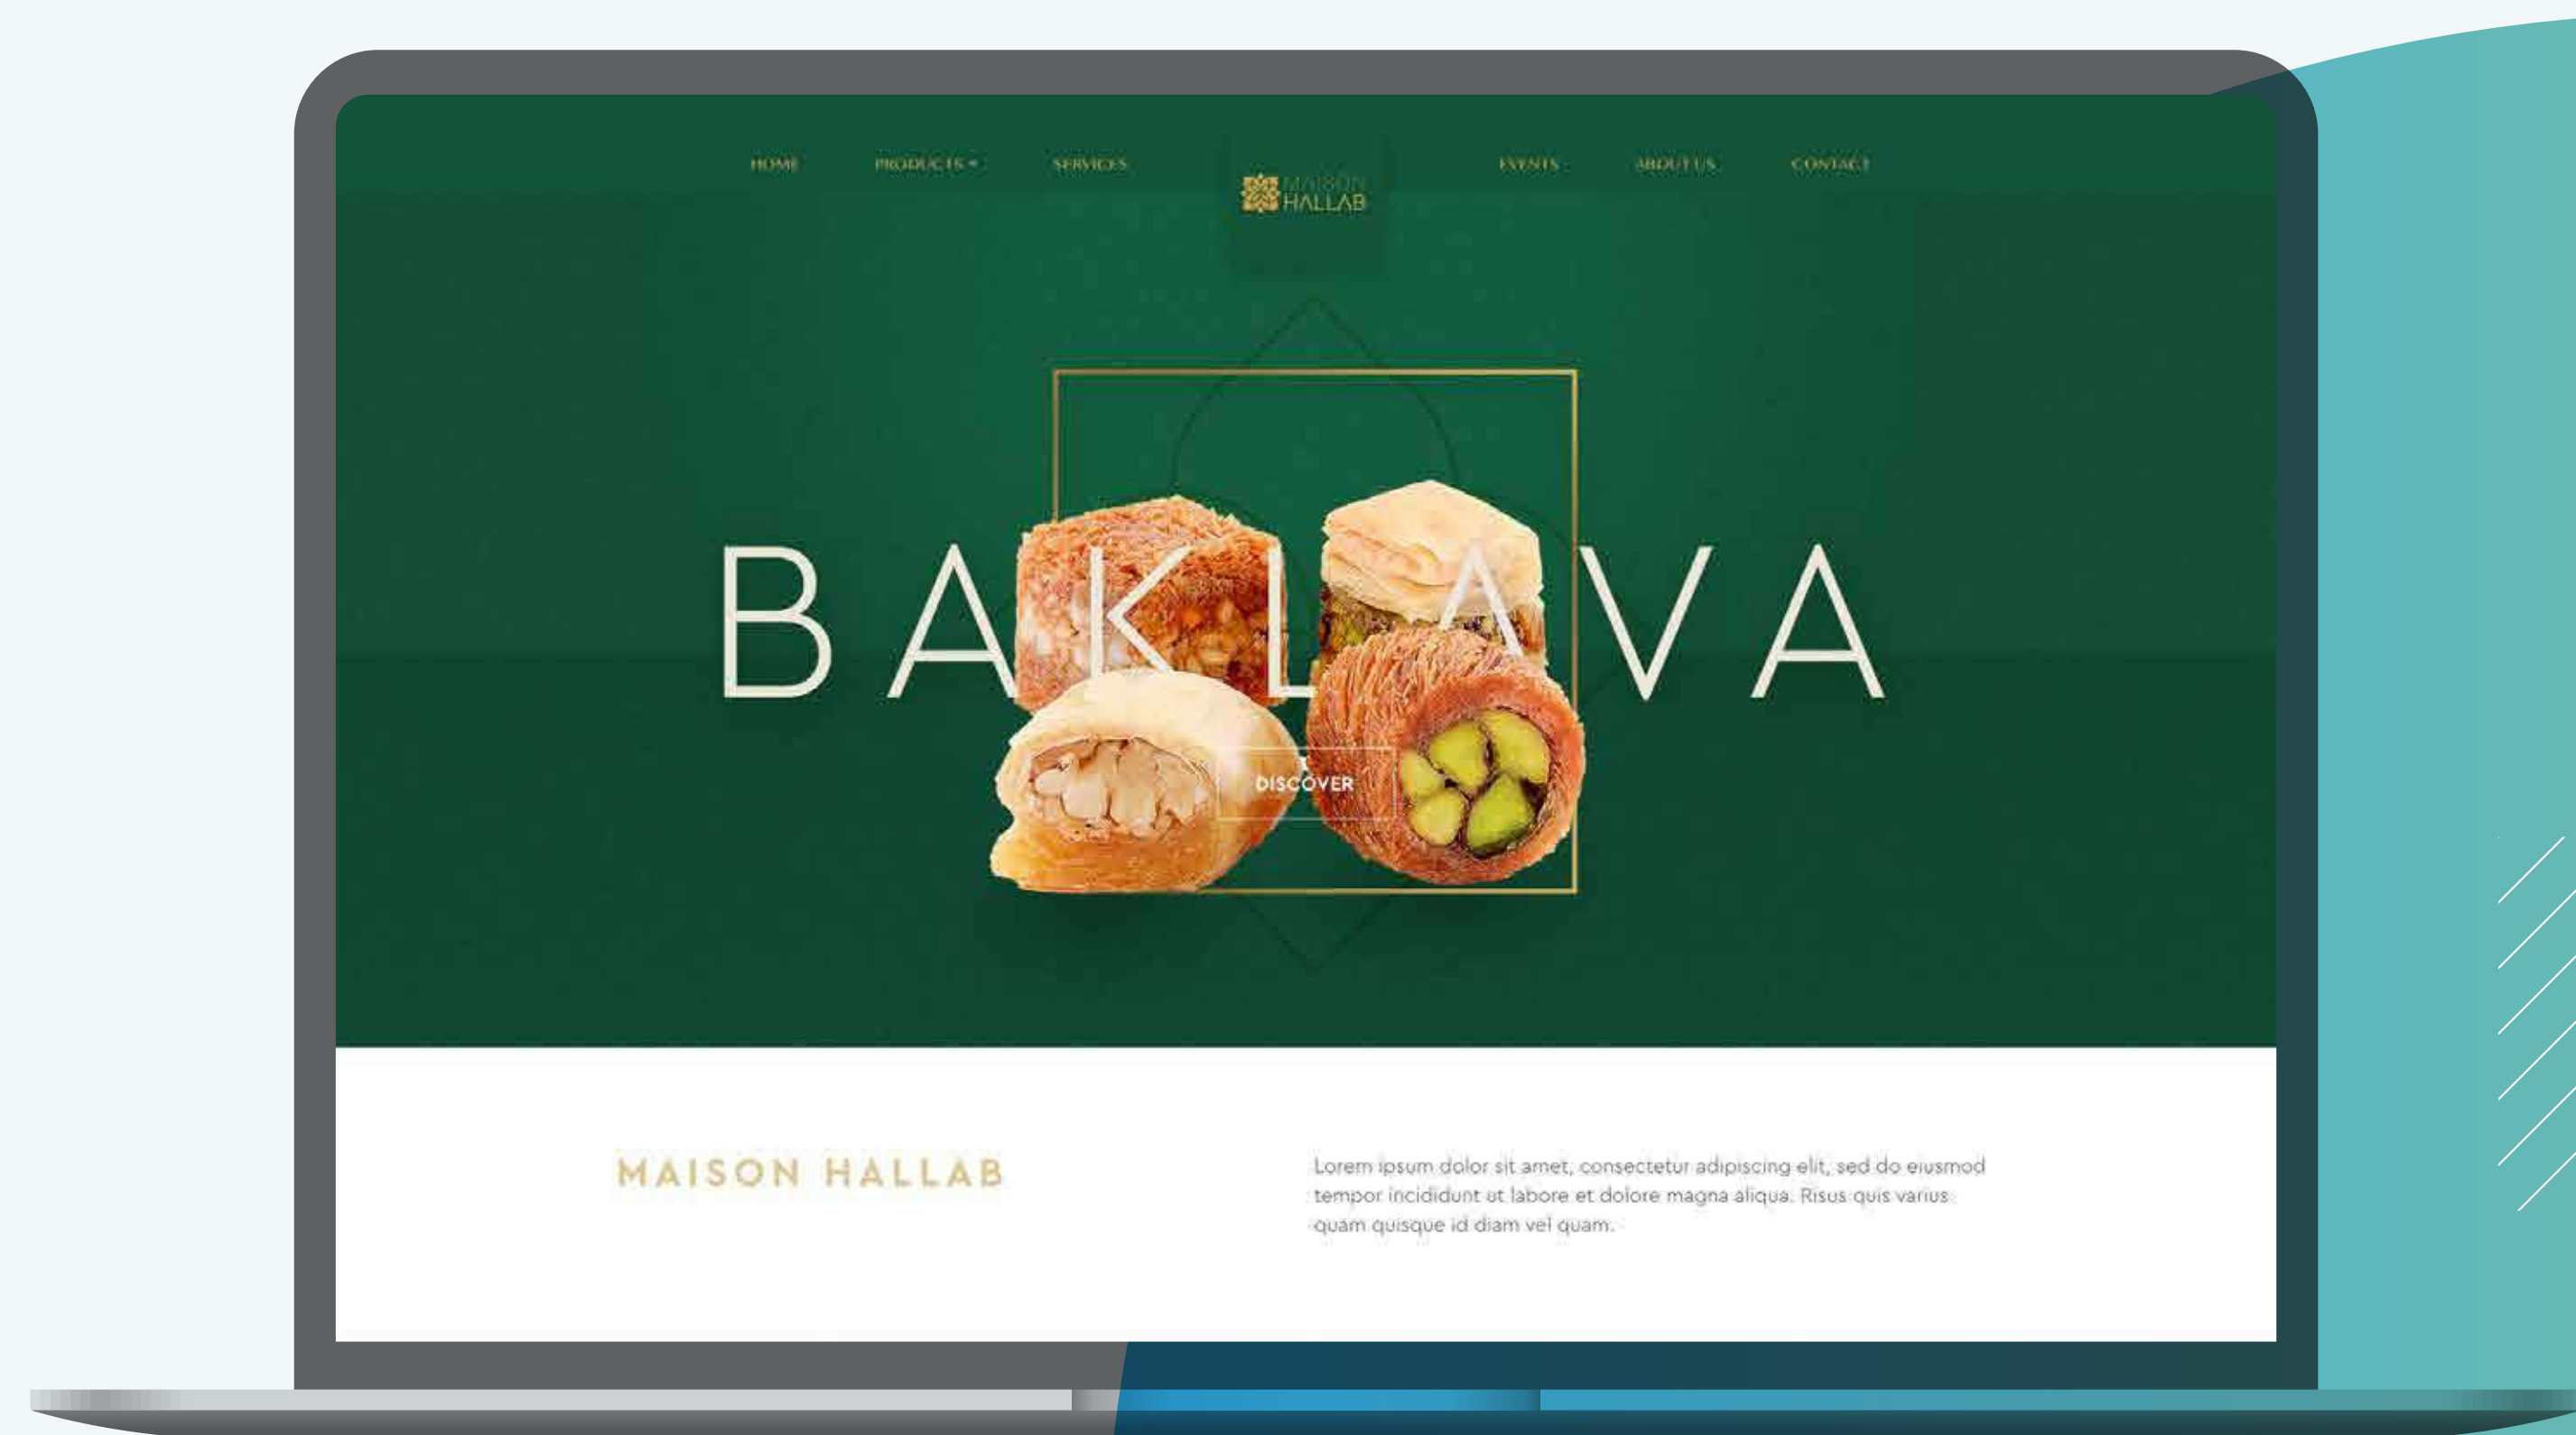 HOME PRODUCTS SERVICES
MAISON
HALLAB
EVENTS ABOUT US CONTACT
BAKLAVA
DISCOVER
MAISON HALLAB
Lorem ipsum dolor sit amet, consectetur adipiscing elit, sed do eiusmod
tempor incididunt ut labore et dolore magna aliqua. Risus quis varius
quam quisque id diam vel quam.